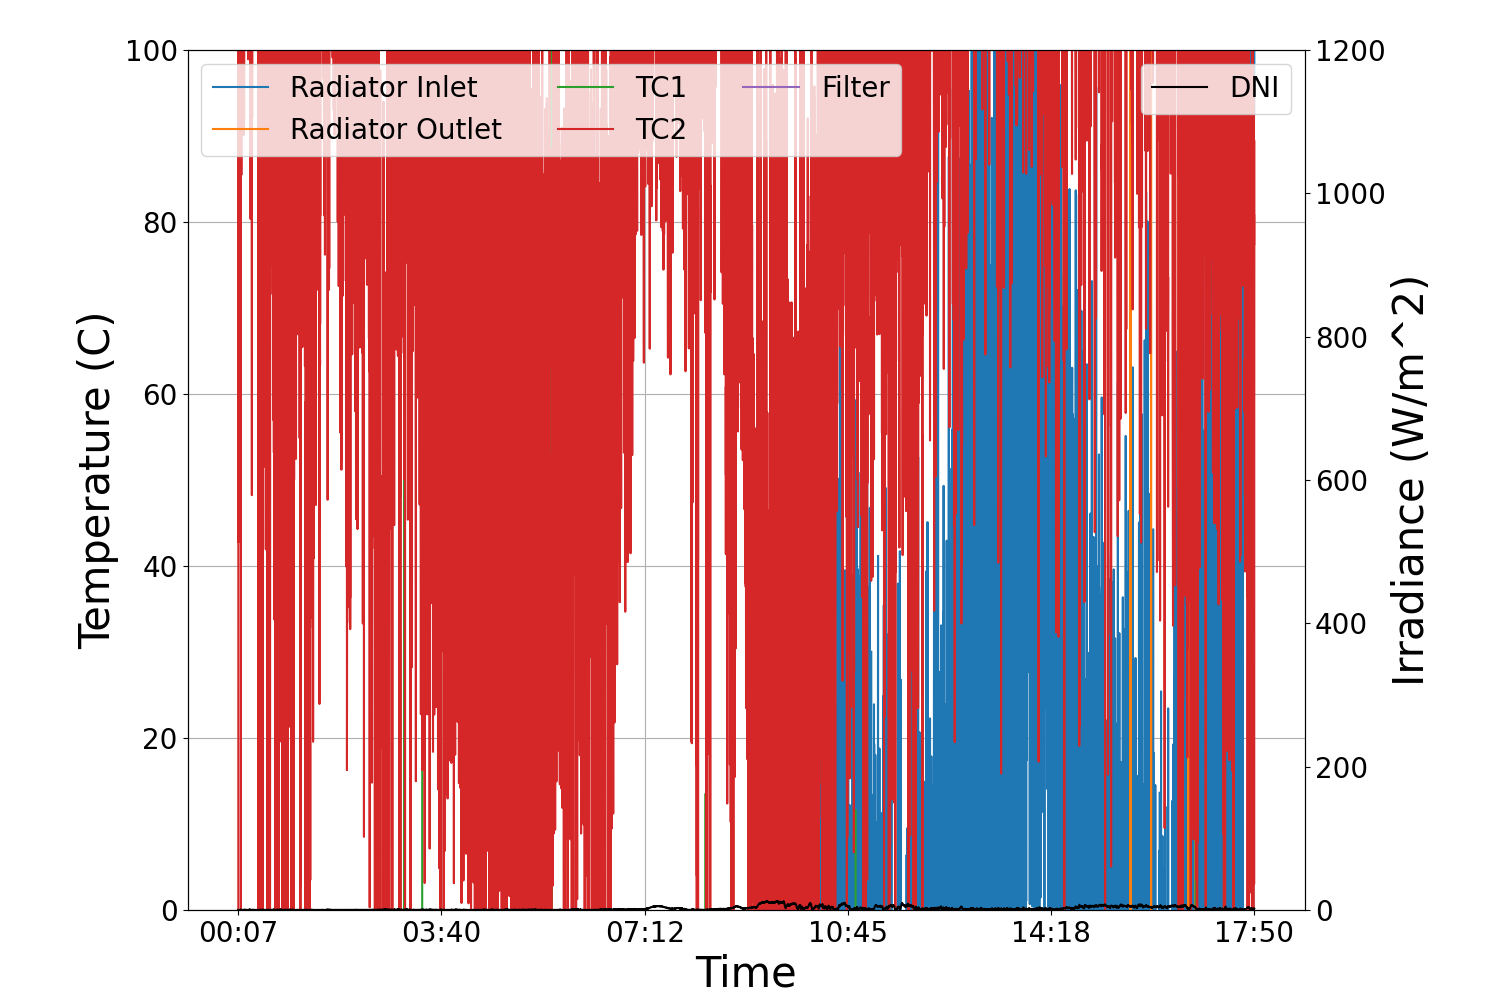 100
80
60
40
20
0
Temperature (C)
Radiator Inlet
Radiator Outlet
TC1
TC2
Filter
DNI
1200
1000
800
600
400
200
0
Irradiance (W/m^2)
00:07
03:40
07:12
10:45
14:18
17:50
Time